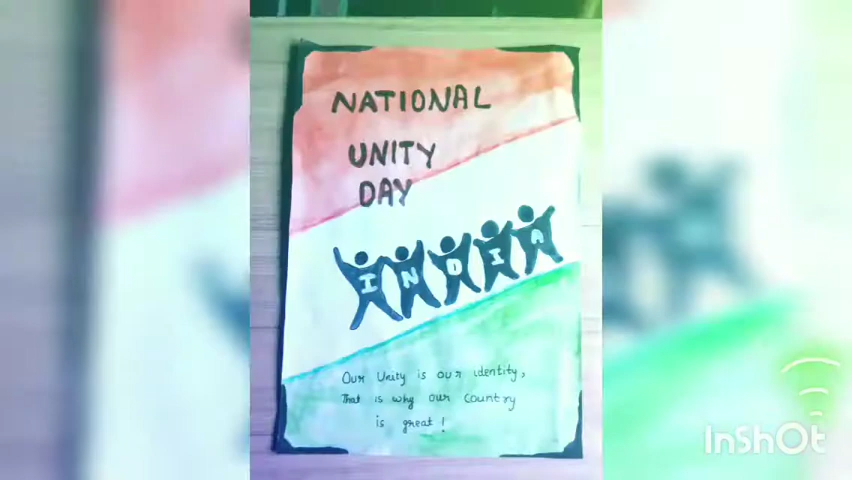 NATIONAL
UNITY
DAY
INDIA
Our Unity is our identity,
That is why our country
is great!
InShOt